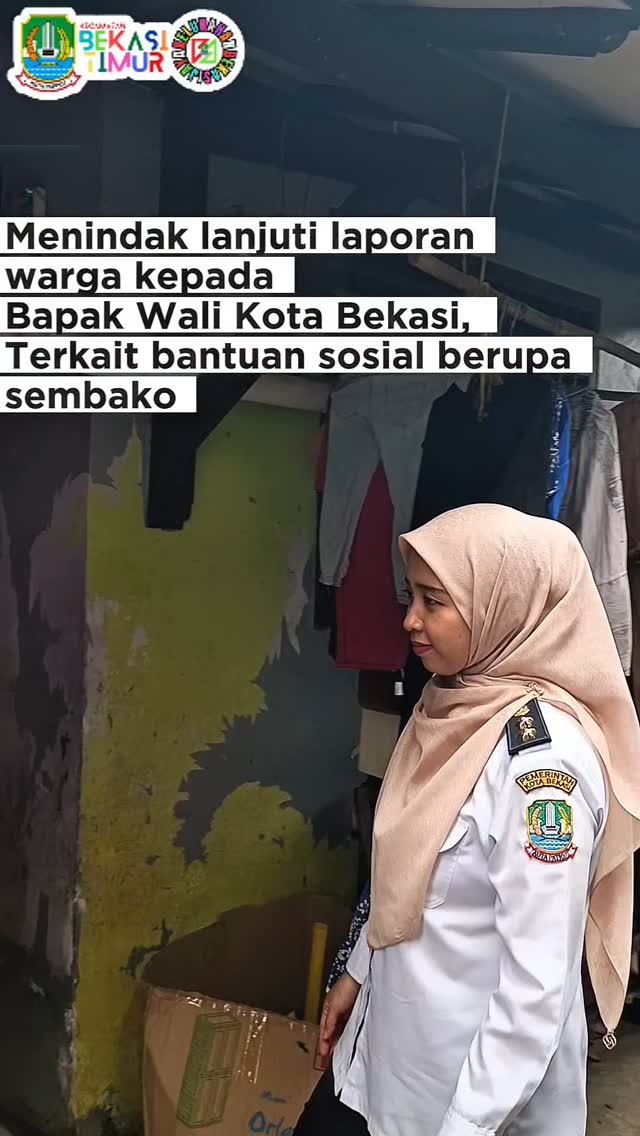 KECAMATAN
BEKASI
TIMUR
Menindak lanjuti laporan
warga kepada
Bapak Wali Kota Bekasi,
Terkait bantuan sosial berupa
sembako
PEMERINTAH
KOTA BEKASI